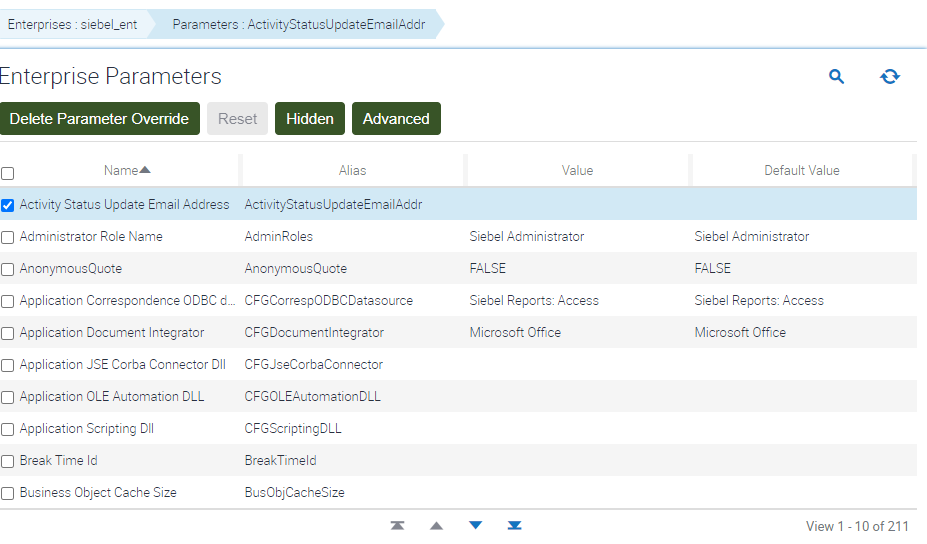 Enterprises : siebel_ent Parameters : ActivityStatusUpdateEmailAddr
Enterprise Parameters
Delete Parameter Override Reset Hidden Advanced
Name Alias Value Default Value
Activity Status Update Email Address ActivityStatusUpdateEmailAddr
Administrator Role Name AdminRoles Siebel Administrator Siebel Administrator
AnonymousQuote AnonymousQuote FALSE FALSE
Application Correspondence ODBC d... CFGCorrespODBCDatasource Siebel Reports: Access Siebel Reports: Access
Application Document Integrator CFGDocumentIntegrator Microsoft Office Microsoft Office
Application JSE Corba Connector Dll CFGJseCorbaConnector
Application OLE Automation DLL CFGOLEAutomationDLL
Application Scripting Dll CFGScriptingDLL
Break Time Id BreakTimeId
Business Object Cache Size BusObjCacheSize
View 1 - 10 of 211